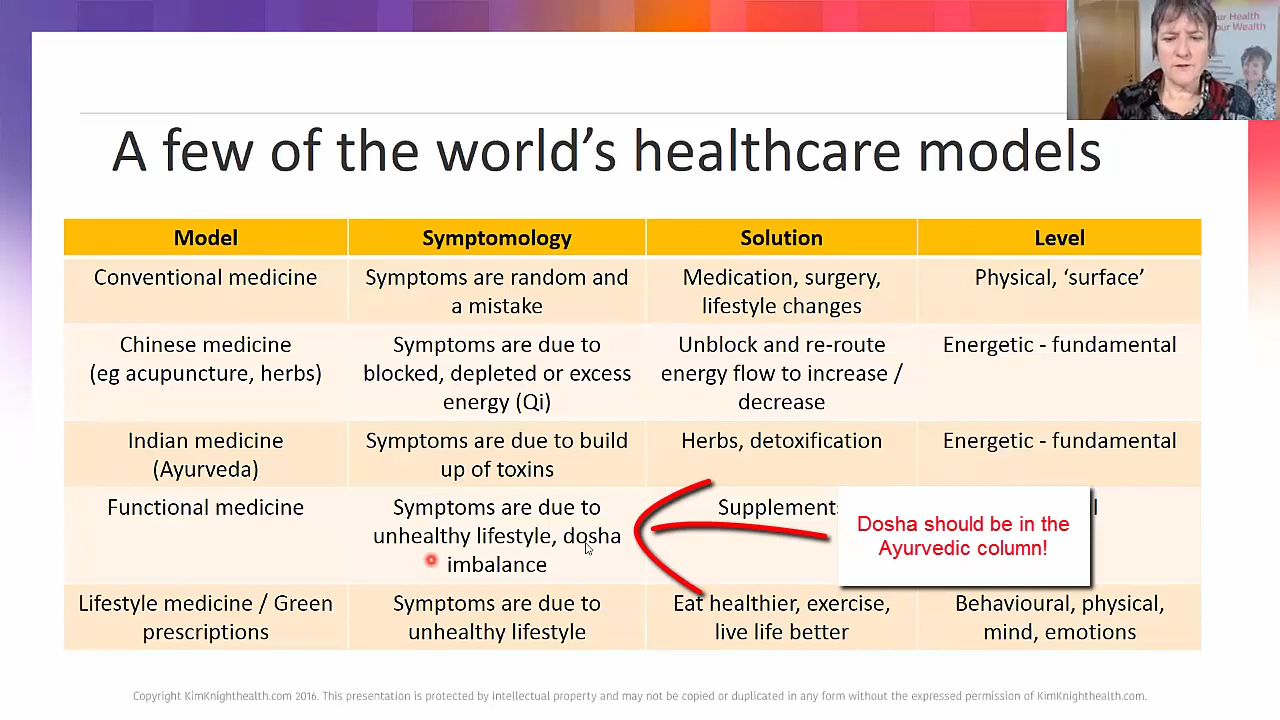 ur Health
ur Wealth
A few of the world's healthcare models
Model
Symptomology
Solution
Level
Conventional medicine
Symptoms are random and
a mistake
Medication, surgery,
lifestyle changes
Physical, ‘surface’
Chinese medicine
(eg acupuncture, herbs)
Symptoms are due to
blocked, depleted or excess
energy (Qi)
Unblock and re-route
energy flow to increase /
decrease
Energetic - fundamental
Indian medicine
(Ayurveda)
Symptoms are due to build
up of toxins
Herbs, detoxification
Energetic - fundamental
Functional medicine
Symptoms are due to
unhealthy lifestyle, dosha
imbalance
Supplements
Dosha should be in the
Ayurvedic column!
Lifestyle medicine / Green
prescriptions
Symptoms are due to
unhealthy lifestyle
Eat healthier, exercise,
live life better
Behavioural, physical,
mind, emotions
Copyright KimKnighthealth.com 2016. This presentation is protected by intellectual property and may not be copied or duplicated in any form without the expressed permission of KimKnighthealth.com.